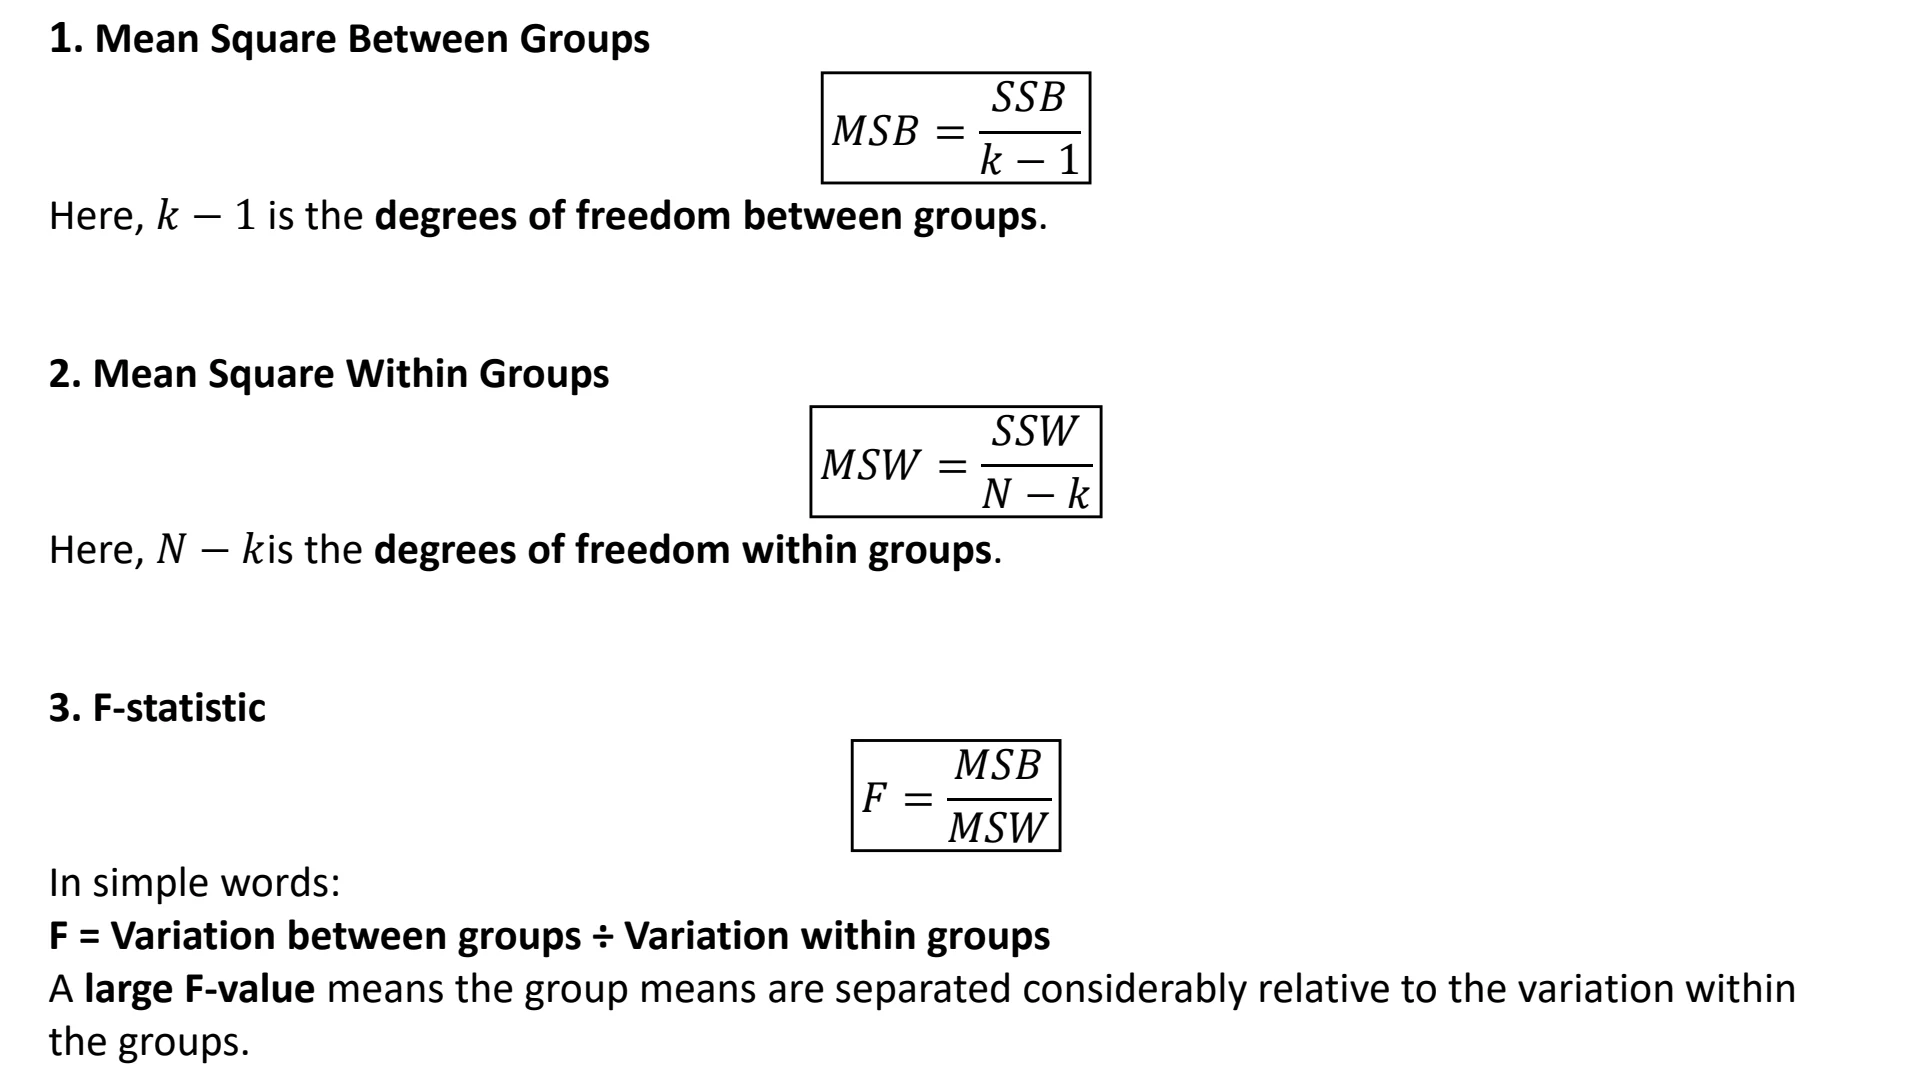 1. Mean Square Between Groups
MSB = SSB / k − 1
Here, k − 1 is the degrees of freedom between groups.
2. Mean Square Within Groups
MSW = SSW / N − k
Here, N − kis the degrees of freedom within groups.
3. F-statistic
F = MSB / MSW
In simple words:
F = Variation between groups ÷ Variation within groups
A large F-value means the group means are separated considerably relative to the variation within
the groups.